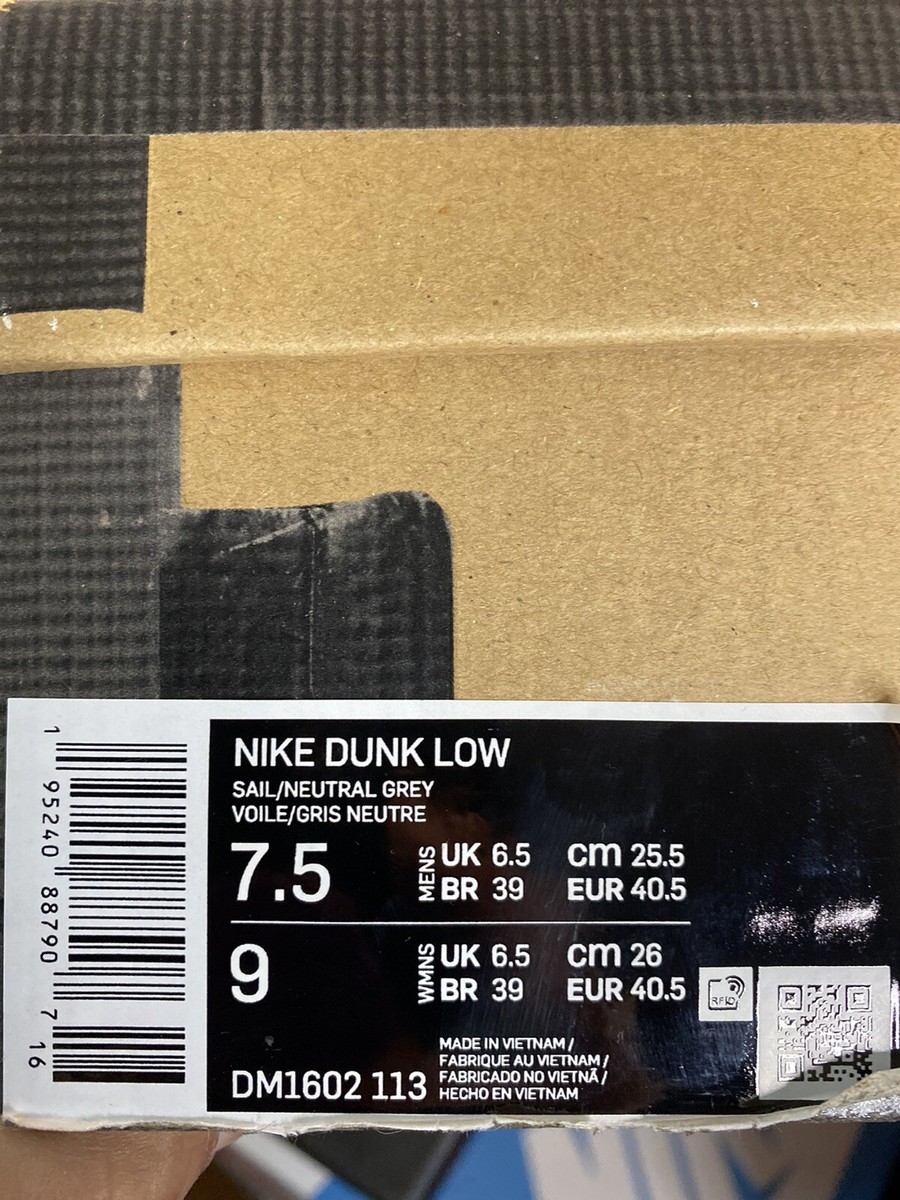 NIKE DUNK LOW
SAIL/NEUTRAL GREY
VOILE/GRIS NEUTRE
7.5 MENS UK 6.5 cm 25.5
BR 39 EUR 40.5
9 WMNS UK 6.5 cm 26
BR 39 EUR 40.5
RFID
DM1602 113
MADE IN VIETNAM /
FABRIQUE AU VIETNAM /
FABRICADO NO VIETNÃ /
HECHO EN VIETNAM
1 95240 88790 7 16